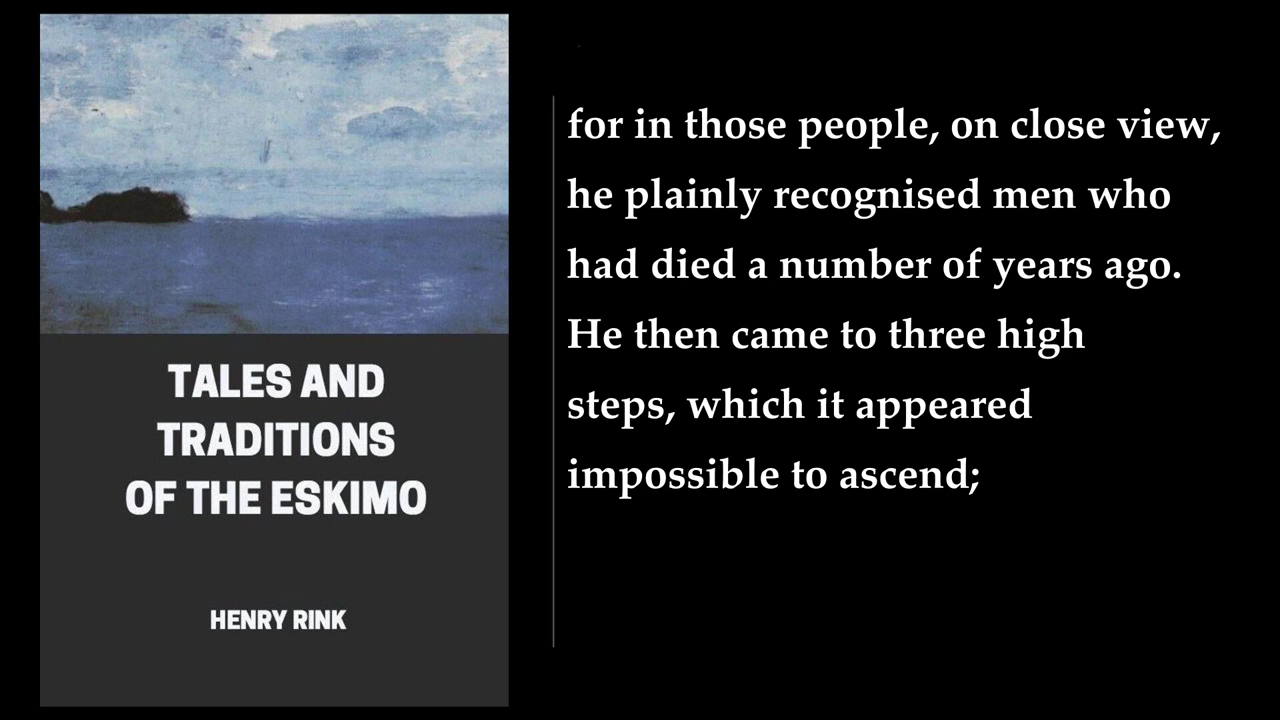 TALES AND
TRADITIONS
OF THE ESKIMO
HENRY RINK
for in those people, on close view,
he plainly recognised men who
had died a number of years ago.
He then came to three high
steps, which it appeared
impossible to ascend;